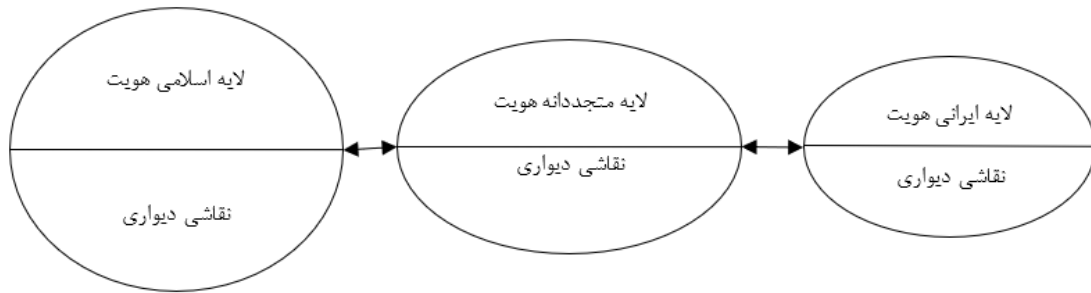 لایه ایرانی هویت
نقاشی دیواری
لایه متجددانه هویت
نقاشی دیواری
لایه اسلامی هویت
نقاشی دیواری